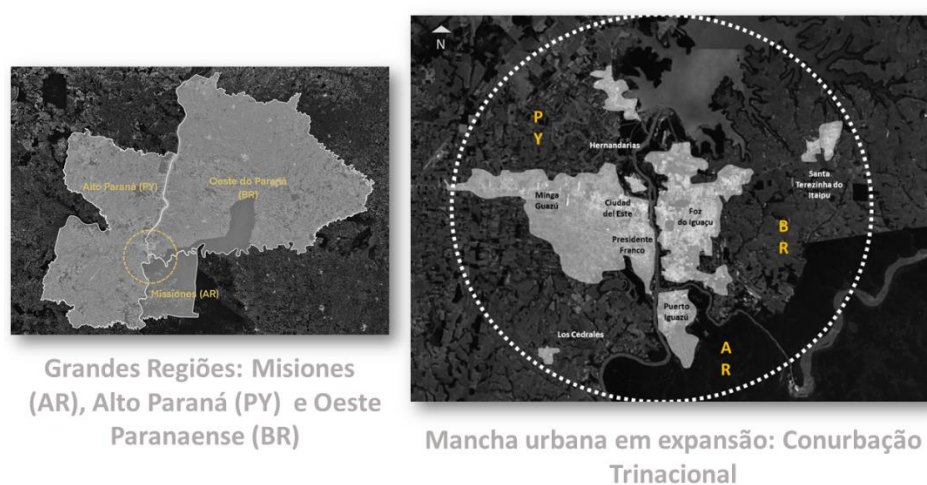 Alto Paraná (PY)
Oeste do Paraná
(BR)
Missiones (AR)
Grandes Regiões: Misiones
(AR), Alto Paraná (PY) e Oeste
Paranaense (BR)
N
P
Y
Hernandarias
Santa
Terezinha do
Itaipu
Minga
Guazú
Ciudad
del Este
Foz
do Iguaçu
B
R
Presidente
Franco
Puerto
Iguazú
Los Cedrales
A
R
Mancha urbana em expansão: Conurbação
Trinacional